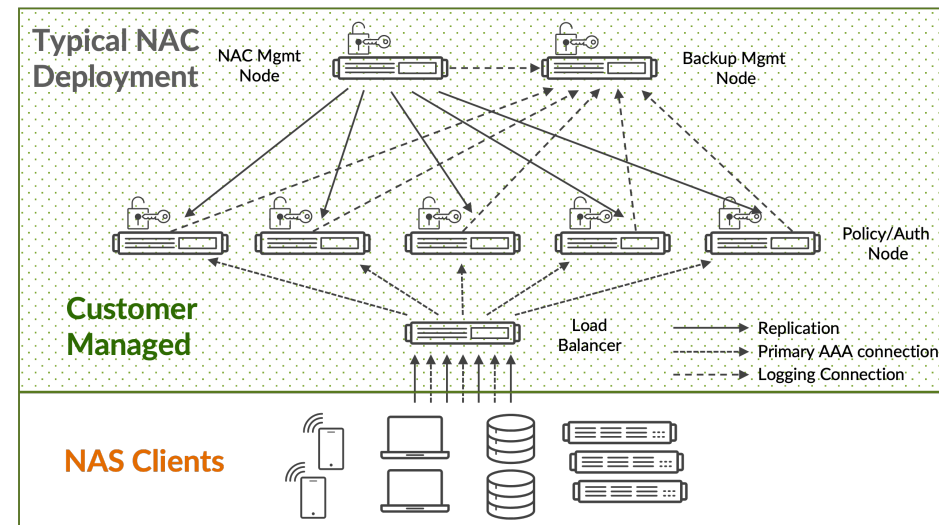 Typical NAC
Deployment
NAC Mgmt
Node
Backup Mgmt
Node
Policy/Auth
Node
Customer
Managed
Load
Balancer
Replication
Primary AAA connection
Logging Connection
NAS Clients